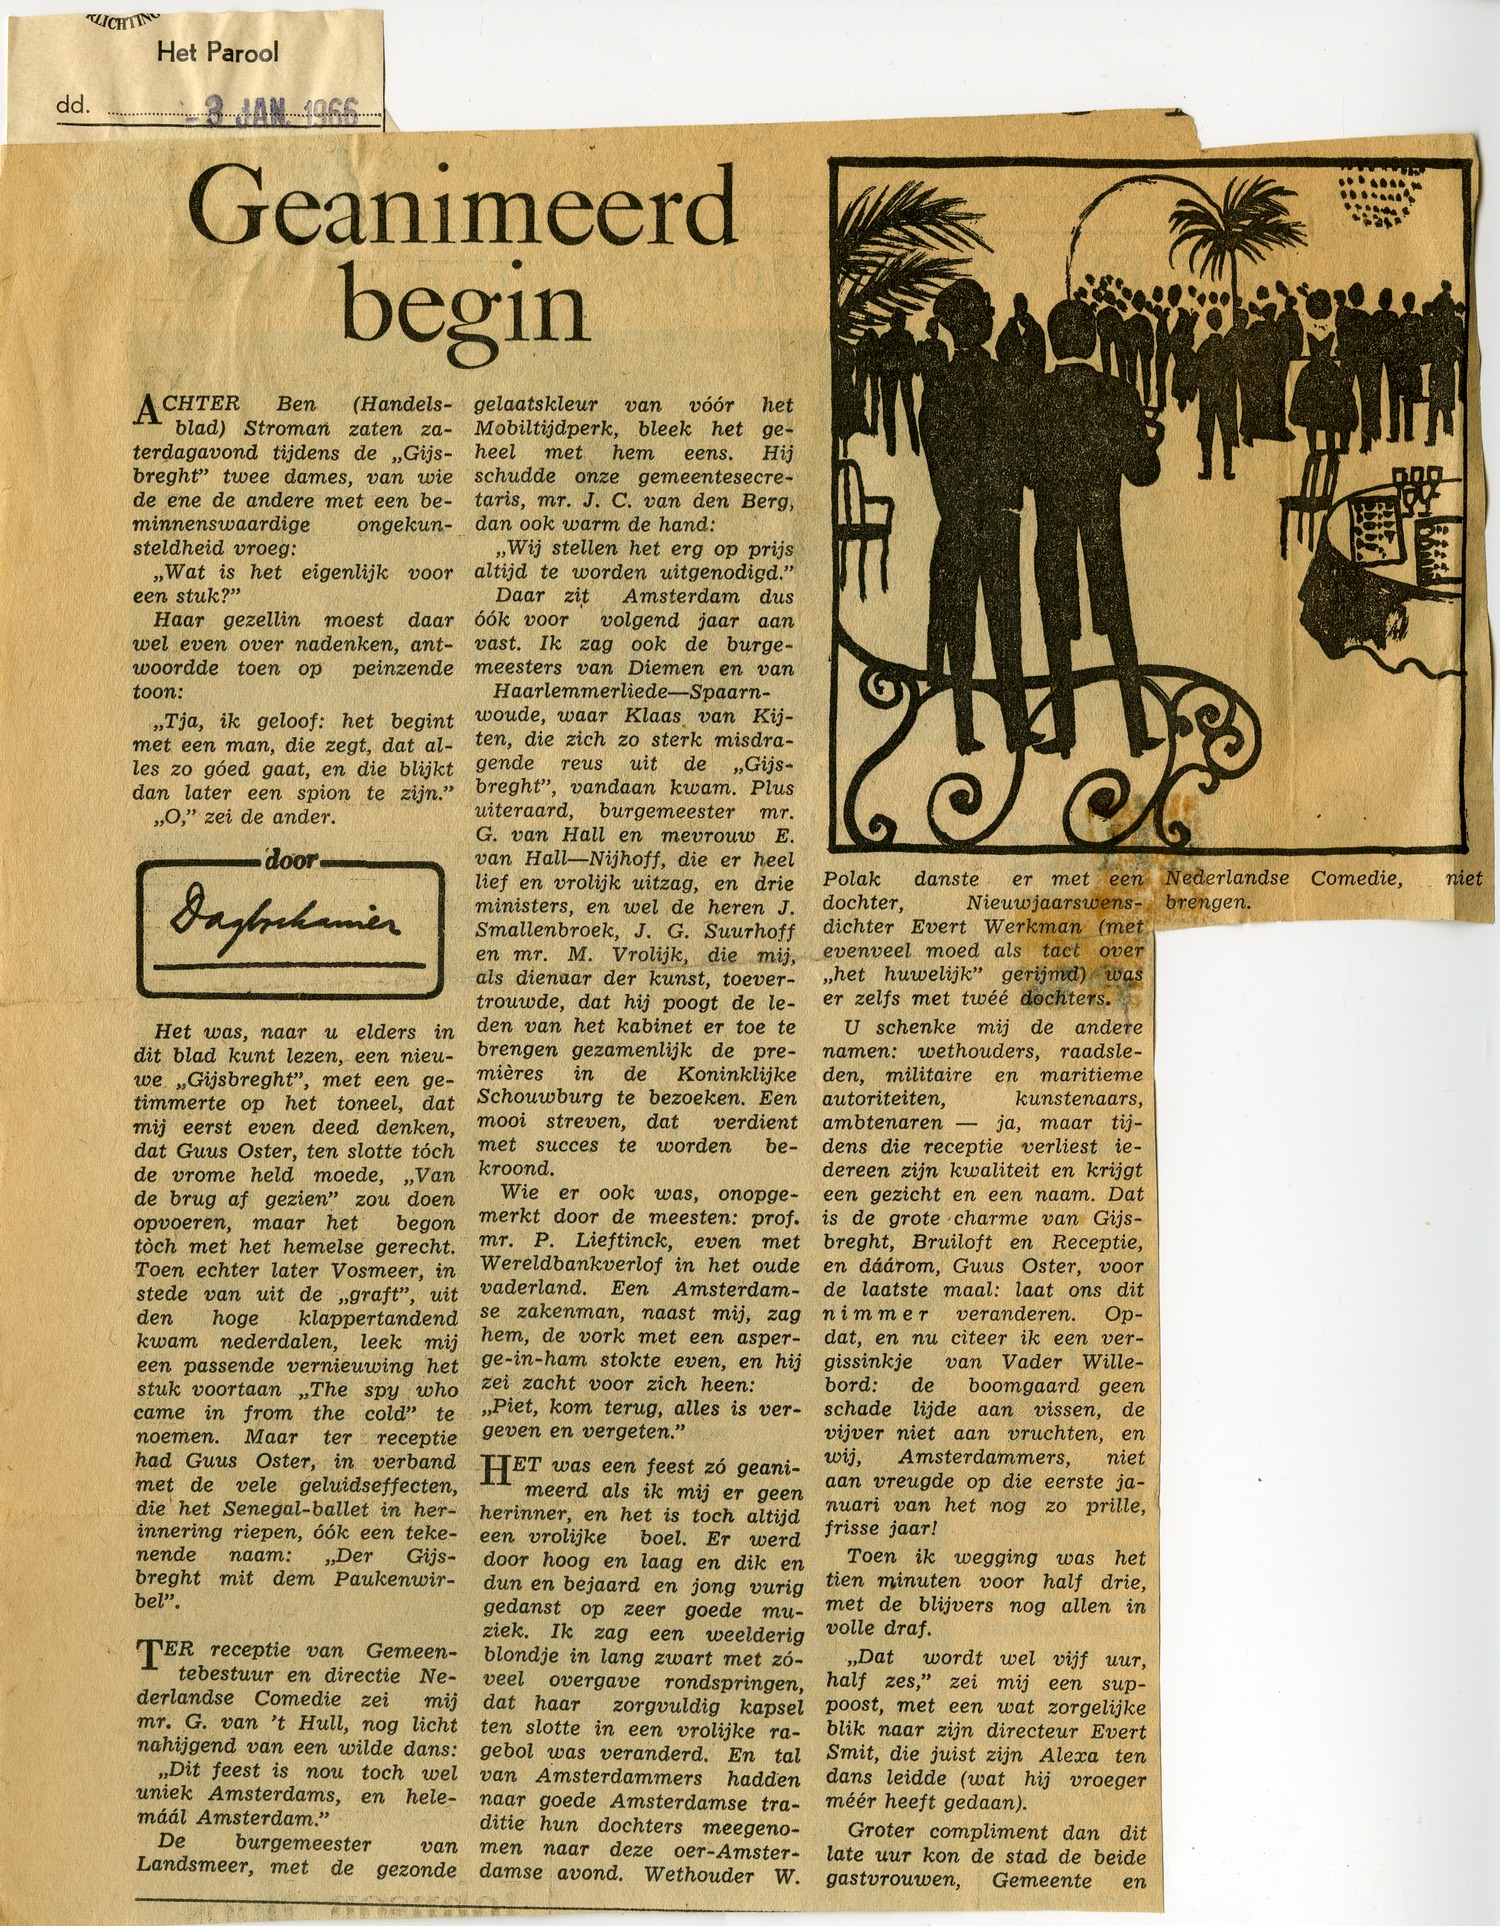 RLICHTING
Het Parool
dd.
- 3 JAN. 1966
Geanimeerd
begin
ACHTER Ben (Handels-
blad) Stroman zaten za-
terdagavond tijdens de „Gijs-
breght” twee dames, van wie
de ene de andere met een be-
minnenswaardige ongekun-
steldheid vroeg:
„Wat is het eigenlijk voor
een stuk?”
Haar gezellin moest daar
wel even over nadenken, ant-
woordde toen op peinzende
toon:
„Tja, ik geloof: het begint
met een man, die zegt, dat al-
les zo góed gaat, en die blijkt
dan later een spion te zijn.”
„O,” zei de ander.
door
Dagboekanier
Het was, naar u elders in
dit blad kunt lezen, een nieu-
we „Gijsbreght”, met een ge-
timmerte op het toneel, dat
mij eerst even deed denken,
dat Guus Oster, ten slotte tóch
de vrome held moede, „Van
de brug af gezien” zou doen
opvoeren, maar het begon
tòch met het hemelse gerecht.
Toen echter later Vosmeer, in
stede van uit de „graft”, uit
den hoge klappertandend
kwam nederdalen, leek mij
een passende vernieuwing het
stuk voortaan „The spy who
came in from the cold” te
noemen. Maar ter receptie
had Guus Oster, in verband
met de vele geluidseffecten,
die het Senegal-ballet in her-
innering riepen, óók een teke-
nende naam: „Der Gijs-
breght mit dem Paukenwir-
bel”.
TER receptie van Gemeen-
tebestuur en directie Ne-
derlandse Comedie zei mij
mr. G. van 't Hull, nog licht
nahijgend van een wilde dans:
„Dit feest is nou toch wel
uniek Amsterdams, en hele-
máál Amsterdam.”
De burgemeester van
Landsmeer, met de gezonde
gelaatskleur van vóór het
Mobiltijdperk, bleek het ge-
heel met hem eens. Hij
schudde onze gemeentesecre-
taris, mr. J. C. van den Berg,
dan ook warm de hand:
„Wij stellen het erg op prijs
altijd te worden uitgenodigd.”
Daar zit Amsterdam dus
óók voor volgend jaar aan
vast. Ik zag ook de burge-
meesters van Diemen en van
Haarlemmerliede—Spaarn-
woude, waar Klaas van Kij-
ten, die zich zo sterk misdra-
gende reus uit de „Gijs-
breght”, vandaan kwam. Plus
uiteraard, burgemeester mr.
G. van Hall en mevrouw E.
van Hall—Nijhoff, die er heel
lief en vrolijk uitzag, en drie
ministers, en wel de heren J.
Smallenbroek, J. G. Suurhoff
en mr. M. Vrolijk, die mij,
als dienaar der kunst, toever-
trouwde, dat hij poogt de le-
den van het kabinet er toe te
brengen gezamenlijk de pre-
mières in de Koninklijke
Schouwburg te bezoeken. Een
mooi streven, dat verdient
met succes te worden be-
kroond.
Wie er ook was, onopge-
merkt door de meesten: prof.
mr. P. Lieftinck, even met
Wereldbankverlof in het oude
vaderland. Een Amsterdam-
se zakenman, naast mij, zag
hem, de vork met een asper-
ge-in-ham stokte even, en hij
zei zacht voor zich heen:
„Piet, kom terug, alles is ver-
geven en vergeten.”
HET was een feest zó geani-
meerd als ik mij er geen
herinner, en het is toch altijd
een vrolijke boel. Er werd
door hoog en laag en dik en
dun en bejaard en jong vurig
gedanst op zeer goede mu-
ziek. Ik zag een weelderig
blondje in lang zwart met zó-
veel overgave rondspringen,
dat haar zorgvuldig kapsel
ten slotte in een vrolijke ra-
gebol was veranderd. En tal
van Amsterdammers hadden
naar goede Amsterdamse tra-
ditie hun dochters meegeno-
men naar deze oer-Amster-
damse avond. Wethouder W.
Polak danste er met een
dochter, Nieuwjaarswens-
dichter Evert Werkman (met
evenveel moed als tact over
„het huwelijk” gerijmd) was
er zelfs met twéé dochters.
U schenke mij de andere
namen: wethouders, raadsle-
den, militaire en maritieme
autoriteiten, kunstenaars,
ambtenaren — ja, maar tij-
dens die receptie verliest ie-
dereen zijn kwaliteit en krijgt
een gezicht en een naam. Dat
is de grote charme van Gijs-
breght, Bruiloft en Receptie,
en dáárom, Guus Oster, voor
de laatste maal: laat ons dit
nimmer veranderen. Op-
dat, en nu citeer ik een ver-
gissinkje van Vader Wille-
bord: de boomgaard geen
schade lijde aan vissen, de
vijver niet aan vruchten, en
wij, Amsterdammers, niet
aan vreugde op die eerste ja-
nuari van het nog zo prille,
frisse jaar!
Toen ik wegging was het
tien minuten voor half drie,
met de blijvers nog allen in
volle draf.
„Dat wordt wel vijf uur,
half zes,” zei mij een sup-
poost, met een wat zorgelijke
blik naar zijn directeur Evert
Smit, die juist zijn Alexa ten
dans leidde (wat hij vroeger
méér heeft gedaan).
Groter compliment dan dit
late uur kon de stad de beide
gastvrouwen, Gemeente en
Nederlandse Comedie, niet
brengen.